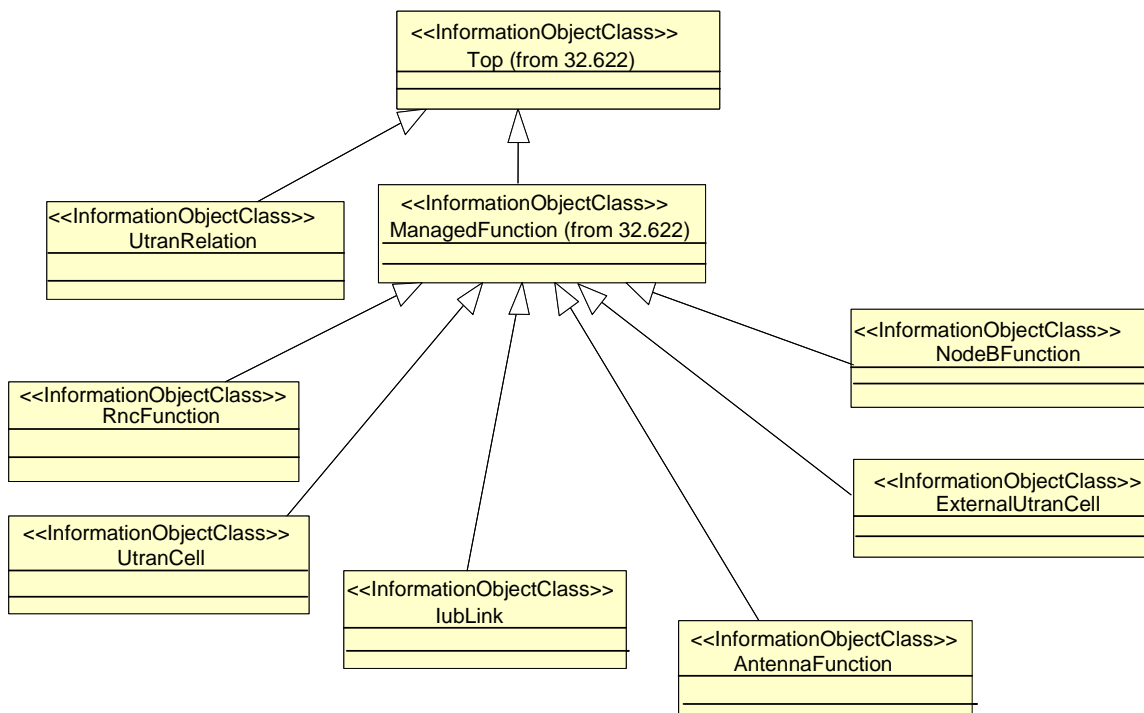 <<InformationObjectClass>>
Top (from 32.622)
<<InformationObjectClass>>
UtranRelation
<<InformationObjectClass>>
ManagedFunction (from 32.622)
<<InformationObjectClass>>
NodeBFunction
<<InformationObjectClass>>
RncFunction
<<InformationObjectClass>>
ExternalUtranCell
<<InformationObjectClass>>
UtranCell
<<InformationObjectClass>>
IubLink
<<InformationObjectClass>>
AntennaFunction